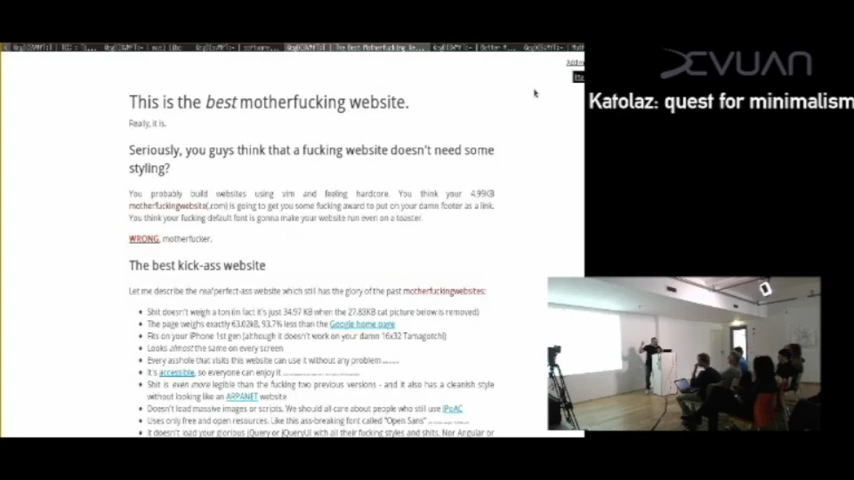 DEVUAN
Katolaz: quest for minimalism
This is the best motherfucking website.
Really, it is.
Seriously, you guys think that a fucking website doesn't need some
styling?
You probably build websites using vim and feeling hardcore. You think your 4.99KB
motherfuckingwebsite(.com) is going to get you some fucking award to put on your damn footer as a link.
You think your fucking default font is gonna make your website run even on a toaster.
WRONG, motherfucker.
The best kick-ass website
Let me describe the real perfect-ass website which still has the glory of the past motherfuckingwebsites:
Shit doesn't weigh a ton (in fact it's just 34.97 KB when the 27.83KB cat picture below is removed)
The page weighs exactly 63.02kB, 93.7% less than the Google home page
Fits on your iPhone 1st gen (although it doesn't work on your damn 16x32 Tamagotchi)
Looks almost the same on every screen
Every asshole that visits this website can use it without any problem
It's accessible, so everyone can enjoy it
Shit is even more legible than the fucking two previous versions - and it also has a cleanish style
without looking like an ARPANET website
Doesn't load massive images or scripts. We should all care about people who still use IPoAC
Uses only free and open resources. Like this ass-breaking font called "Open Sans"
It doesn't load your glorious jQuery or jQueryUI with all their fucking styles and shits. Nor Angular or